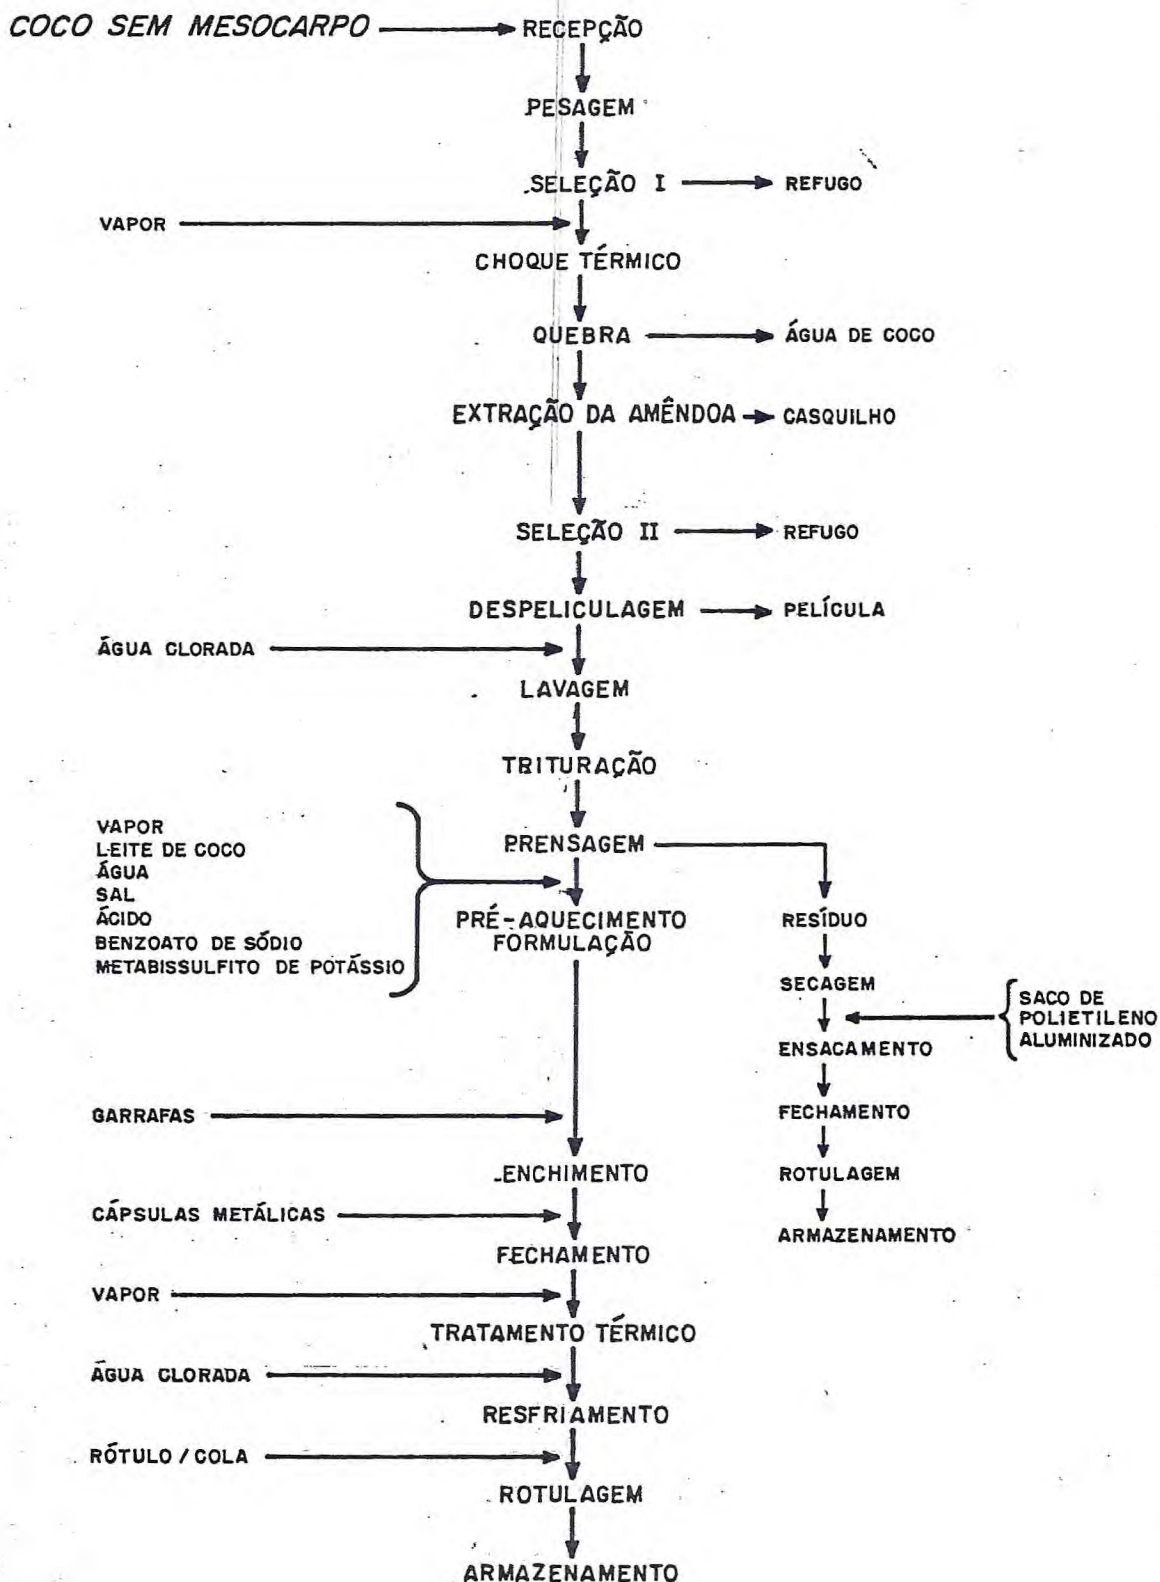 COCO SEM MESOCARPO
RECEPÇÃO
PESAGEM
SELEÇÃO I
REFUGO
VAPOR
CHOQUE TÉRMICO
QUEBRA
ÁGUA DE COCO
EXTRAÇÃO DA AMÊNDOA
CASQUILHO
SELEÇÃO II
REFUGO
DESPELICULAGEM
PELÍCULA
ÁGUA CLORADA
LAVAGEM
TRITURAÇÃO
PRENSAGEM
VAPOR
LEITE DE COCO
ÁGUA
SAL
ÁCIDO
BENZOATO DE SÓDIO
METABISSULFITO DE POTÁSSIO
PRÉ-AQUECIMENTO
FORMULAÇÃO
RESÍDUO
SECAGEM
SACO DE
POLIETILENO
ALUMINIZADO
ENSACAMENTO
FECHAMENTO
ROTULAGEM
ARMAZENAMENTO
GARRAFAS
ENCHIMENTO
CÁPSULAS METÁLICAS
FECHAMENTO
VAPOR
TRATAMENTO TÉRMICO
ÁGUA CLORADA
RESFRIAMENTO
RÓTULO / COLA
ROTULAGEM
ARMAZENAMENTO